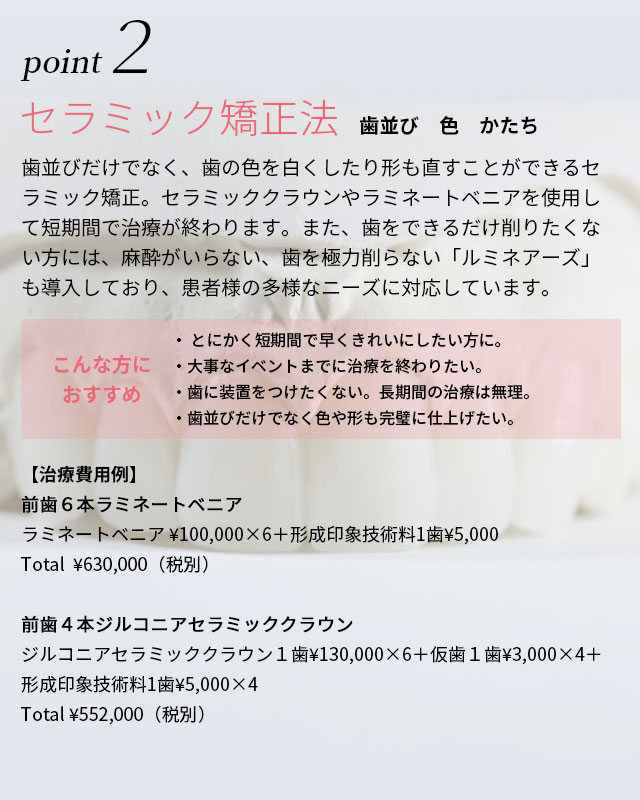 point 2
セラミック矯正法 歯並び 色 かたち
歯並びだけでなく、歯の色を白くしたり形も直すことができるセ
ラミック矯正。セラミッククラウンやラミネートベニアを使用し
て短期間で治療が終わります。また、歯をできるだけ削りたくな
い方には、麻酔がいらない、歯を極力削らない「ルミネアーズ」
も導入しており、患者様の多様なニーズに対応しています。
こんな方に
おすすめ
・ とにかく短期間で早くきれいにしたい方に。
・大事なイベントまでに治療を終わりたい。
・歯に装置をつけたくない。長期間の治療は無理。
・歯並びだけでなく色や形も完璧に仕上げたい。
【治療費用例】
前歯６本ラミネートベニア
ラミネートベニア ¥100,000×6＋形成印象技術料1歯¥5,000
Total ¥630,000（税別）
前歯４本ジルコニアセラミッククラウン
ジルコニアセラミッククラウン１歯¥130,000×6＋仮歯１歯¥3,000×4＋
形成印象技術料1歯¥5,000×4
Total ¥552,000（税別）